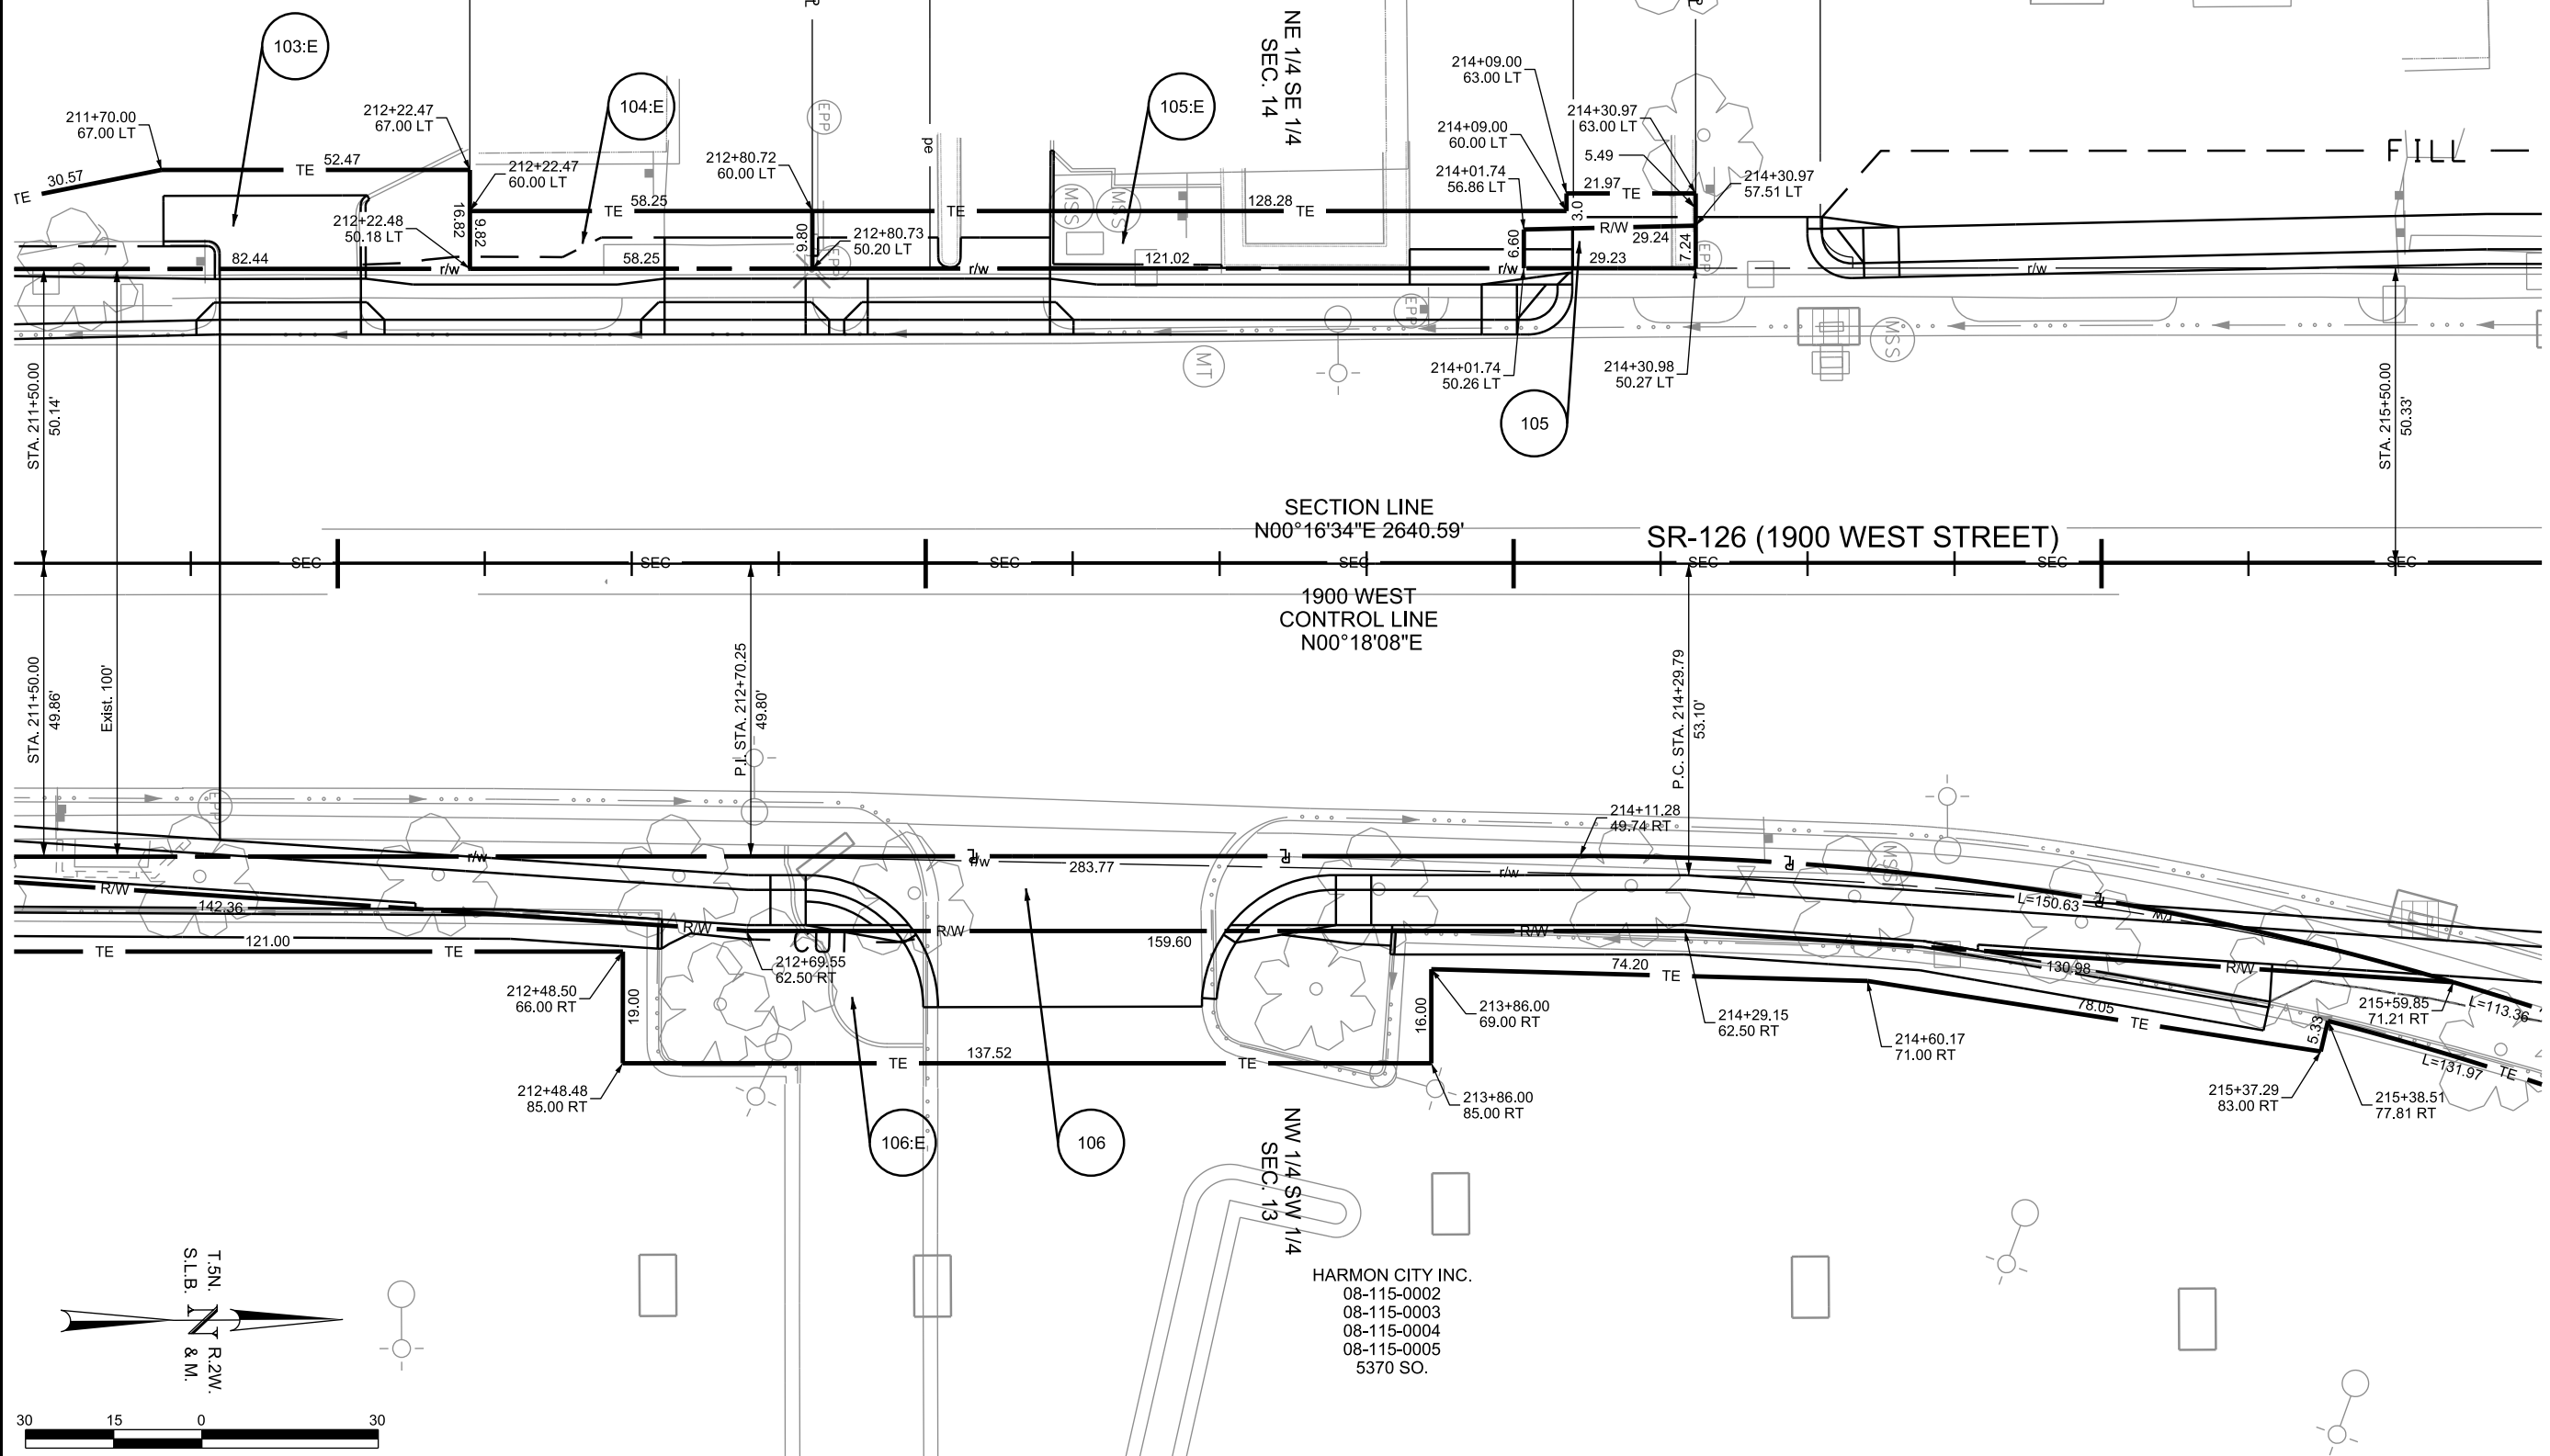 103:E
104:E
105:E
NE 1/4 SE 1/4
SEC. 14
211+70.00
67.00 LT
212+22.47
67.00 LT
212+22.47
60.00 LT
212+80.72
60.00 LT
214+09.00
63.00 LT
214+09.00
60.00 LT
214+01.74
56.86 LT
214+30.97
63.00 LT
5.49
214+30.97
57.51 LT
FILL
EPP
pe
TE
30.57
TE
52.47
212+22.48
50.18 LT
16.82
9.82
TE
58.25
9.80
212+80.73
50.20 LT
TE
MSS
MSS
128.28
TE
21.97
TE
3.0
R/W
29.24
6.60
7.24
EPP
EPP
82.44
r/w
58.25
r/w
121.02
r/w
29.23
r/w
EPP
MT
MSS
214+01.74
50.26 LT
214+30.98
50.27 LT
105
STA. 211+50.00
50.14'
STA. 215+50.00
50.33'
SECTION LINE
N00°16'34"E 2640.59'
SR-126 (1900 WEST STREET)
SEC
SEC
SEC
SEC
SEC
SEC
SEC
1900 WEST
CONTROL LINE
N00°18'08"E
STA. 211+50.00
49.86'
Exist. 100'
P.I. STA. 212+70.25
49.80'
P.C. STA. 214+29.79
53.10'
EPP
214+11.28
49.74 RT
r/w
PL
r/w
283.77
PL
r/w
PL
MSS
PL
L=150.63
r/w
R/W
142.36
R/W
CUT
R/W
159.60
R/W
R/W
130.98
TE
121.00
TE
212+69.55
62.50 RT
212+48.50
66.00 RT
19.00
212+48.48
85.00 RT
TE
137.52
TE
16.00
213+86.00
69.00 RT
213+86.00
85.00 RT
74.20
TE
214+29.15
62.50 RT
214+60.17
71.00 RT
78.05
TE
5.33
215+59.85
71.21 RT
L=113.36
215+37.29
83.00 RT
215+38.51
77.81 RT
L=131.97
TE
106:E
106
NW 1/4 SW 1/4
SEC. 13
HARMON CITY INC.
08-115-0002
08-115-0003
08-115-0004
08-115-0005
5370 SO.
T.5N. N R.2W.
S.L.B. & M.
30 15 0 30